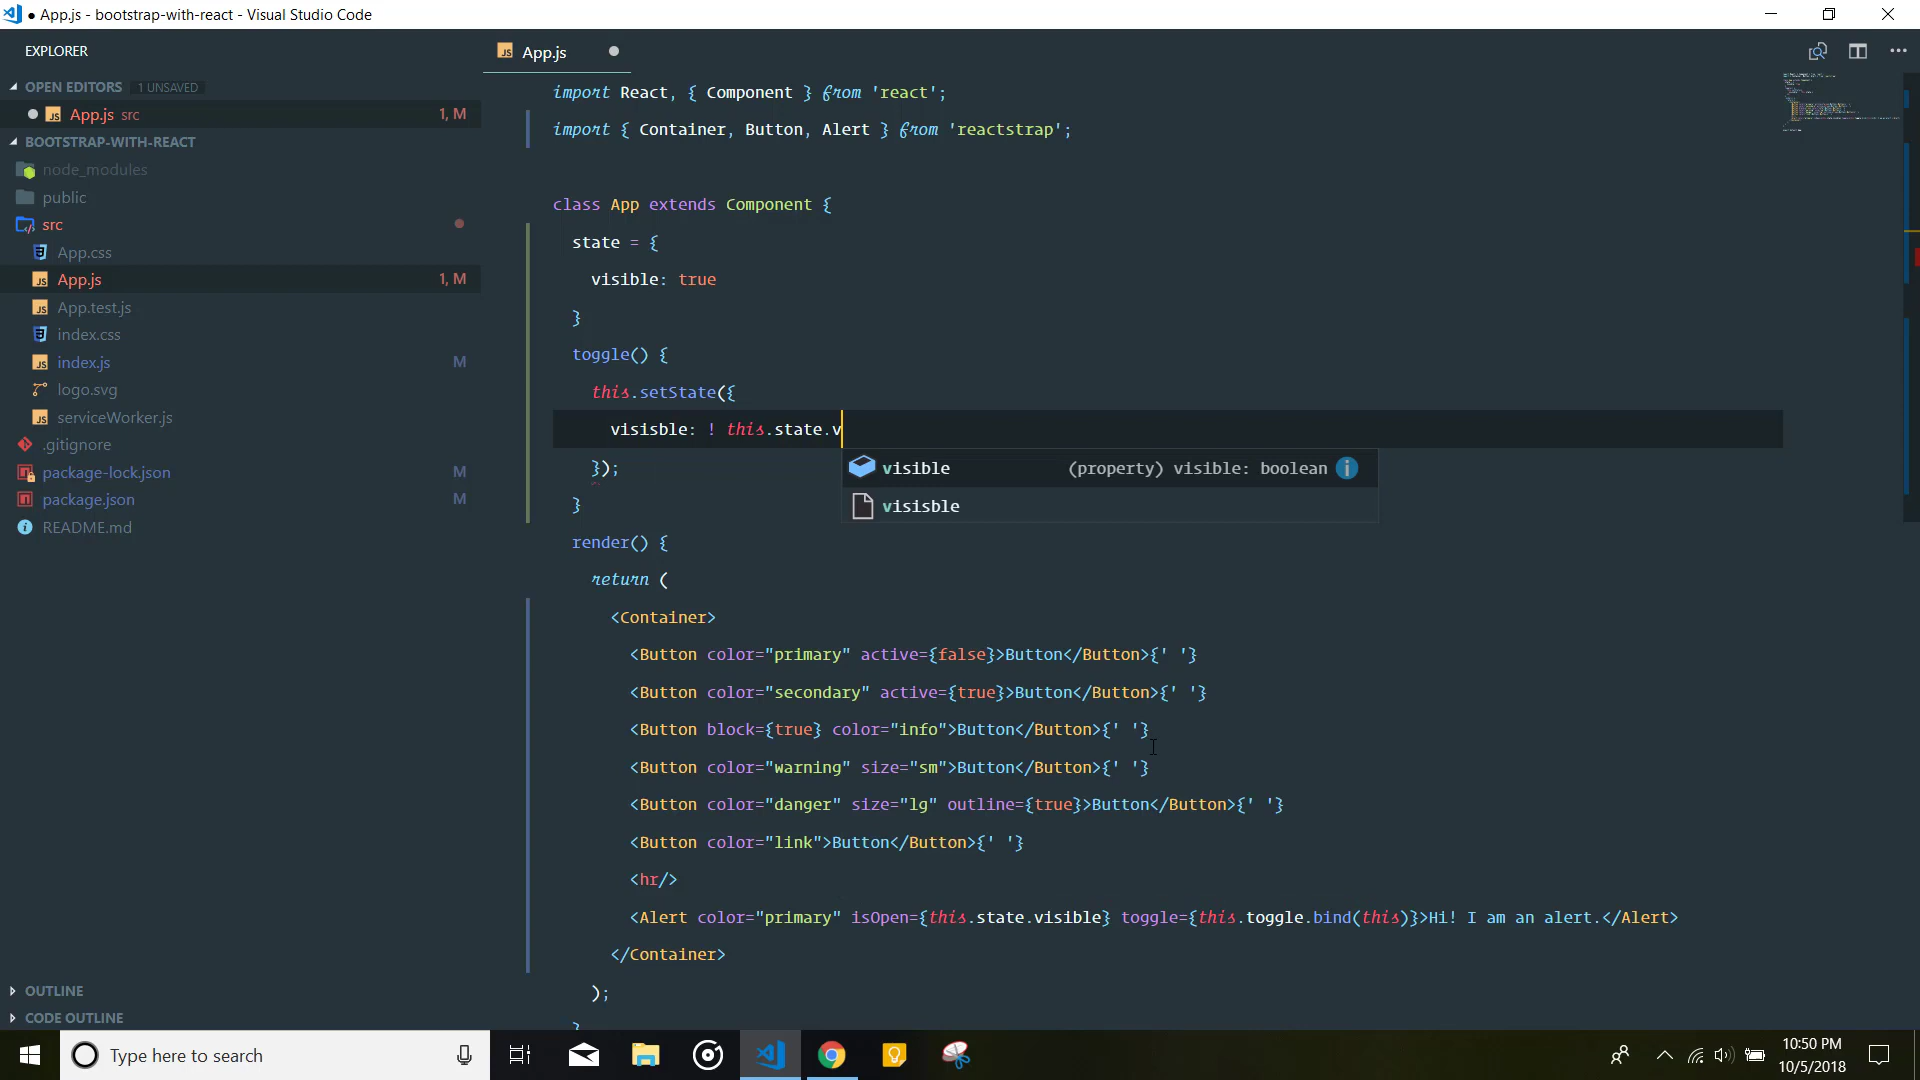 ● App.js - bootstrap-with-react - Visual Studio Code
EXPLORER
OPEN EDITORS 1 UNSAVED
App.js src 1, M
BOOTSTRAP-WITH-REACT
node_modules
public
src
App.css
App.js 1, M
App.test.js
index.css
index.js M
logo.svg
serviceWorker.js
.gitignore
package-lock.json M
package.json M
README.md
OUTLINE
CODE OUTLINE
App.js
import React, { Component } from 'react';
import { Container, Button, Alert } from 'reactstrap';
class App extends Component {
state = {
visible: true
}
toggle() {
this.setState({
visisble: ! this.state.v
visible (property) visible: boolean
visisble
});
}
render() {
return (
<Container>
<Button color="primary" active={false}>Button</Button>{' '}
<Button color="secondary" active={true}>Button</Button>{' '}
<Button block={true} color="info">Button</Button>{' '}
<Button color="warning" size="sm">Button</Button>{' '}
<Button color="danger" size="lg" outline={true}>Button</Button>{' '}
<Button color="link">Button</Button>{' '}
<hr/>
<Alert color="primary" isOpen={this.state.visible} toggle={this.toggle.bind(this)}>Hi! I am an alert.</Alert>
</Container>
);
}
Type here to search
10:50 PM
10/5/2018